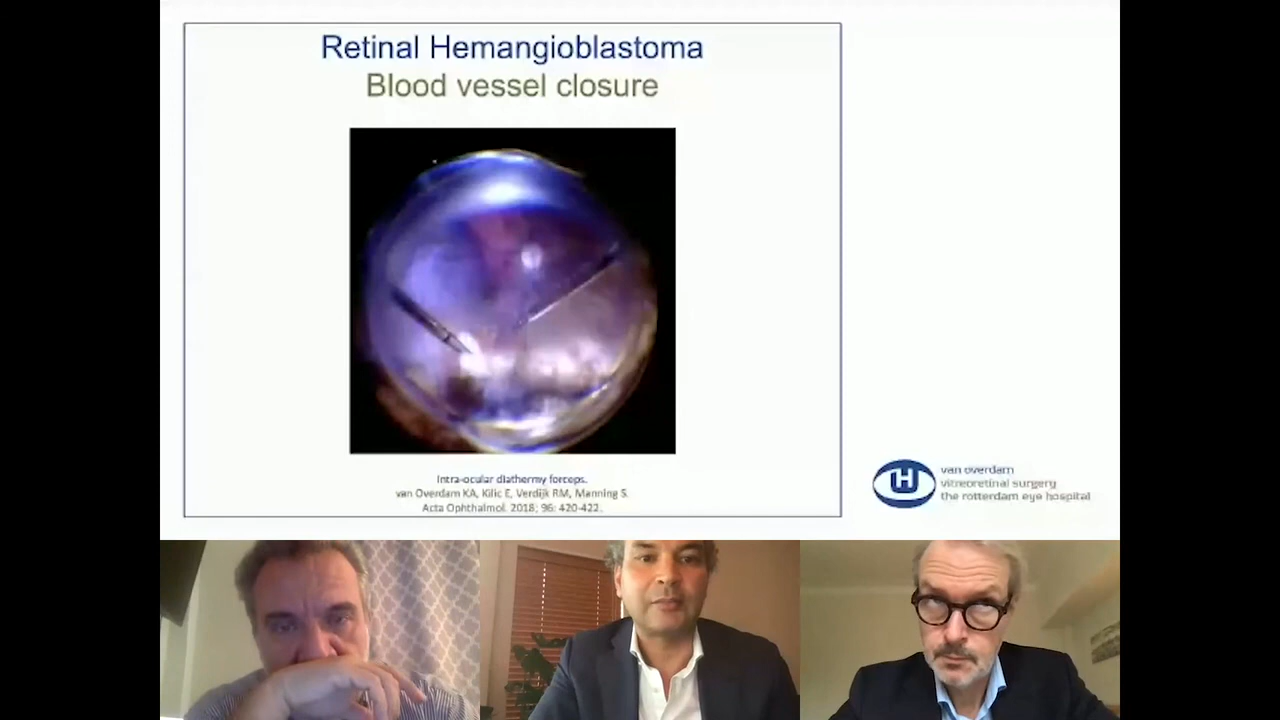 Retinal Hemangioblastoma
Blood vessel closure
Intra-ocular diathermy forceps.
van Overdam KA, Kilic E, Verdijk RM, Manning S.
Acta Ophthalmol. 2018; 96: 420-422.
van overdam
vitreoretinal surgery
the rotterdam eye hospital